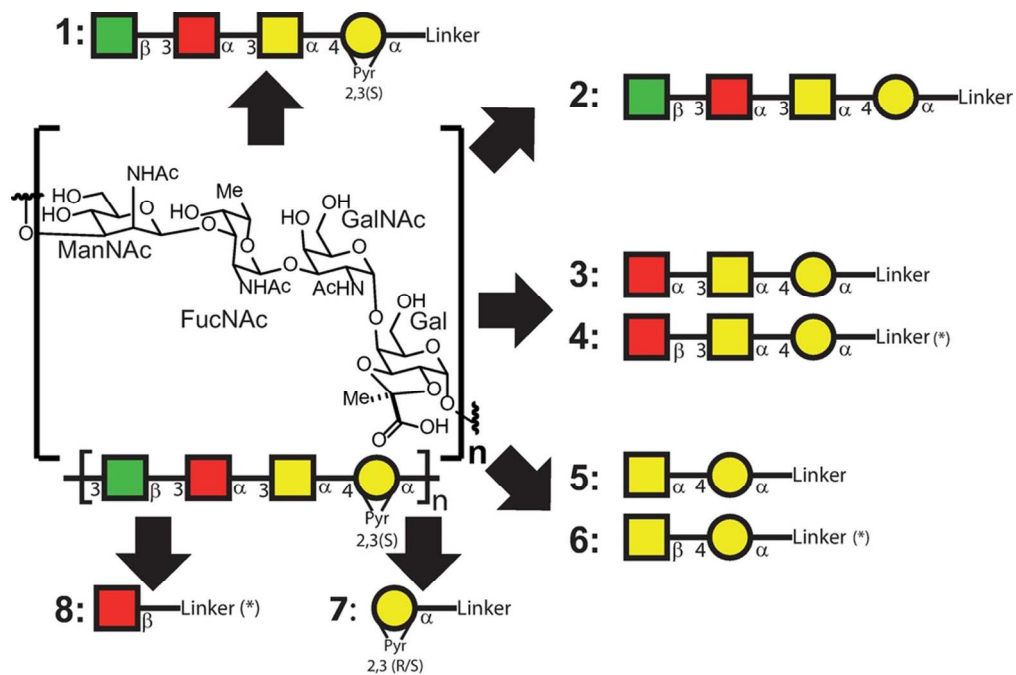 1: β 3 α 3 α 4 α Linker
Pyr
2,3(S)
2: β 3 α 3 α 4 α Linker
NHAc
HO
HO
O
O
ManNAc
O
Me
HO
O
O
NHAc
FucNAc
O
OH
HO
GalNAc
O
AcHN
O
HO
Gal
O
O
O
O
Me
O
OH
n
3: α 3 α 4 α Linker
4: β 3 α 4 α Linker (*)
3 β 3 α 3 α 4 α n
Pyr
2,3(S)
5: α 4 α Linker
6: β 4 α Linker (*)
8: β Linker (*)
7: α Linker
Pyr
2,3 (R/S)